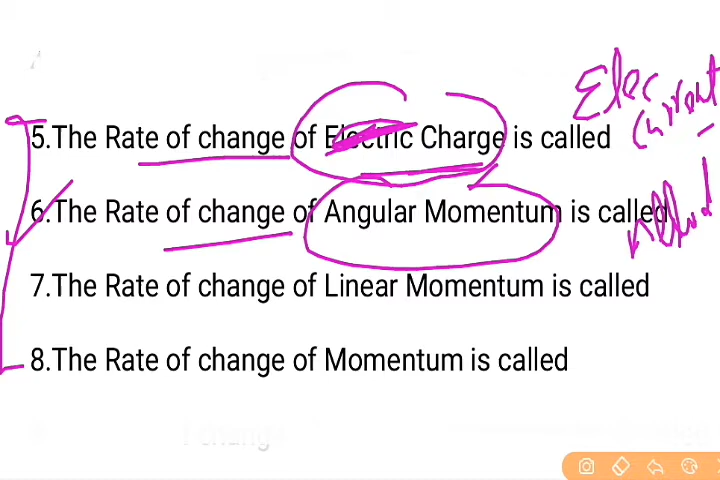 Elec
5.The Rate of change of Electric Charge is called
Current
6.The Rate of change of Angular Momentum is called
7.The Rate of change of Linear Momentum is called
8.The Rate of change of Momentum is called